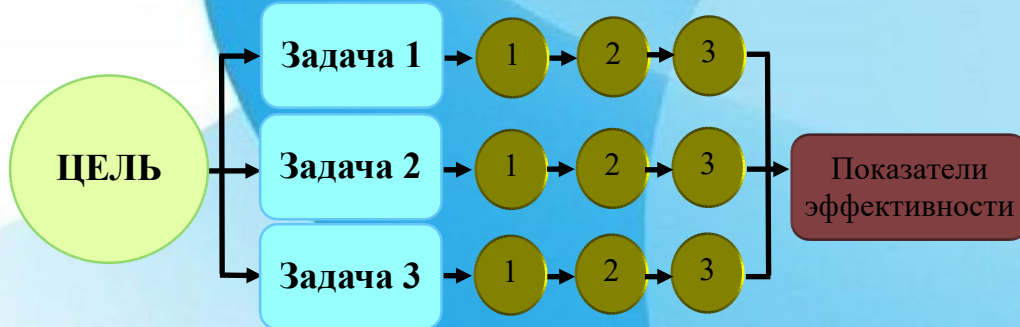 Задача 1
1
2
3
ЦЕЛЬ
Задача 2
1
2
3
Показатели
эффективности
Задача 3
1
2
3